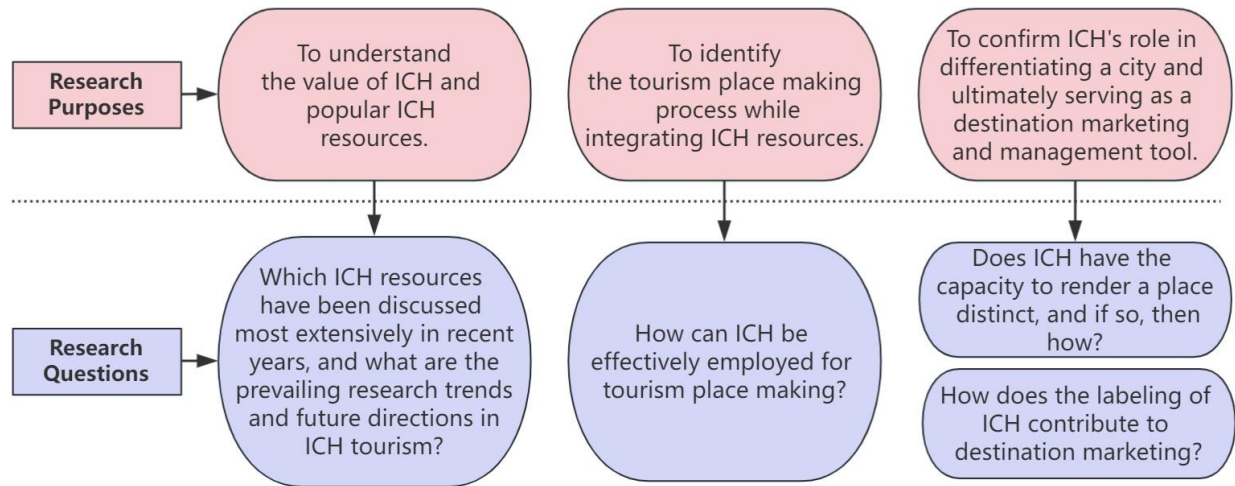 Research
Purposes
To understand
the value of ICH and
popular ICH
resources.
To identify
the tourism place making
process while
integrating ICH resources.
To confirm ICH's role in
differentiating a city and
ultimately serving as a
destination marketing
and management tool.
Research
Questions
Which ICH resources
have been discussed
most extensively in recent
years, and what are the
prevailing research trends
and future directions in
ICH tourism?
How can ICH be
effectively employed for
tourism place making?
Does ICH have the
capacity to render a place
distinct, and if so, then
how?
How does the labeling of
ICH contribute to
destination marketing?